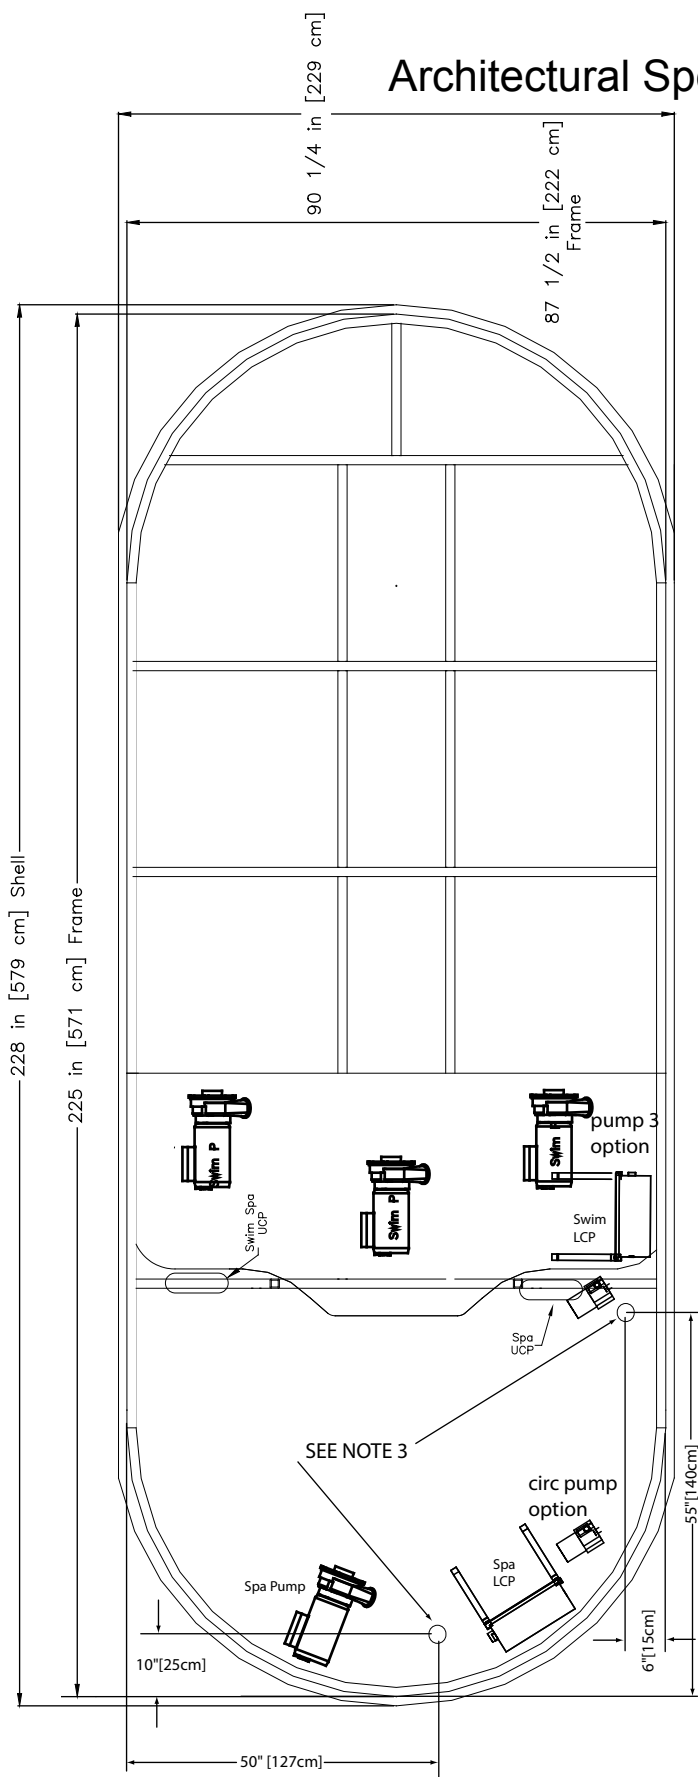 Architectural Spe
90 1/4 in [229 cm]
87 1/2 in [222 cm]
Frame
228 in [579 cm] Shell
225 in [571 cm] Frame
Swim P
Swim P
Swim P
pump 3
option
Swim
LCP
Swim Spa
UCP
Spa
UCP
SEE NOTE 3
circ pump
option
Spa
LCP
Spa Pump
10"[25cm]
50" [127cm]
6"[15cm]
55"[140cm]